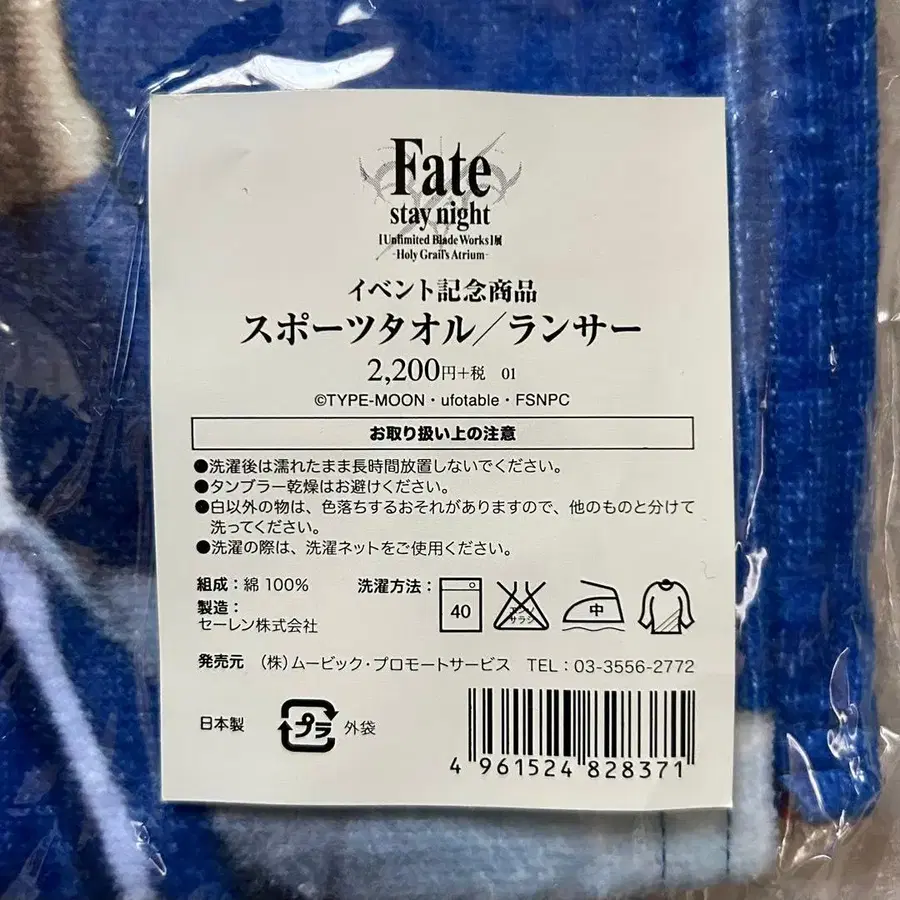 Fate
stay night
[Unlimited Blade Works]展
-Holy Grail's Atrium-
イベント記念商品
スポーツタオル／ランサー
2,200円+税 01
©TYPE-MOON・ufotable・FSNPC
お取り扱い上の注意
●洗濯後は濡れたまま長時間放置しないでください。
●タンブラー乾燥はお避けください。
●白以外の物は、色落ちするおそれがありますので、他のものと分けて
洗ってください。
●洗濯の際は、洗濯ネットをご使用ください。
組成：綿 100% 洗濯方法： 40 エンソ サラシ 中
製造：
セーレン株式会社
発売元 （株）ムービック・プロモートサービス TEL：03-3556-2772
日本製 プラ 外袋
4 961524 828371